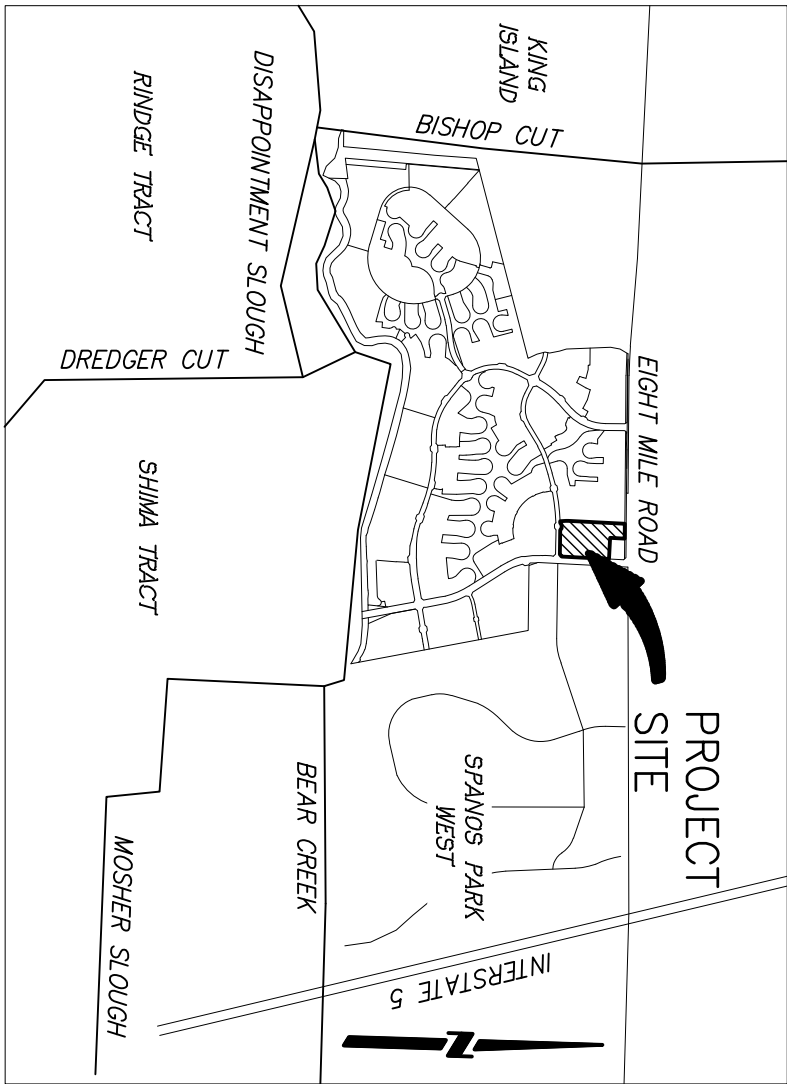 KING
ISLAND
BISHOP CUT
DISAPPOINTMENT SLOUGH
RINDGE TRACT
DREDGER CUT
EIGHT MILE ROAD
SHIMA TRACT
PROJECT
SITE
SPANOS PARK
WEST
BEAR CREEK
MOSHER SLOUGH
INTERSTATE 5
N